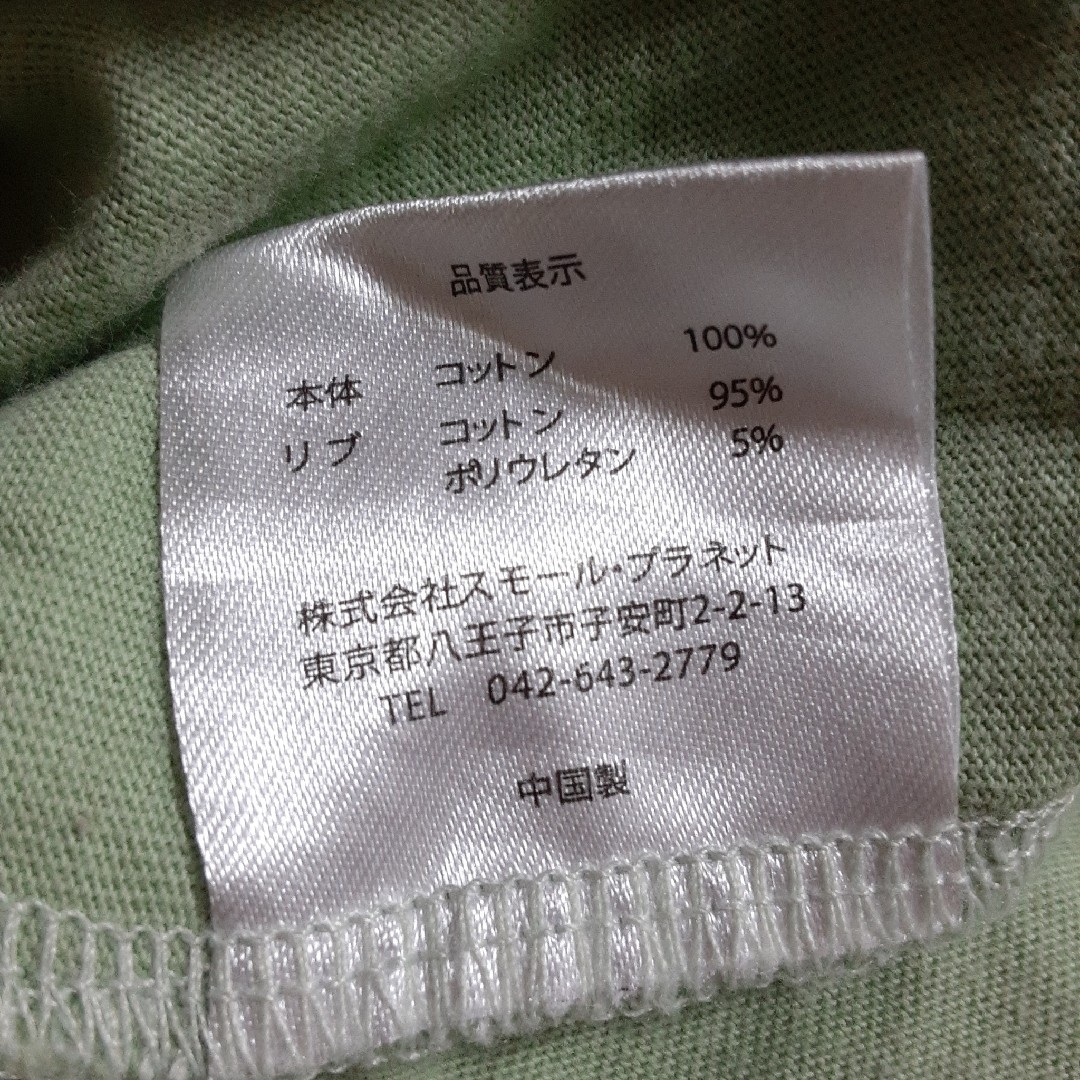 品質表示
本体 コットン 100%
リブ コットン 95%
ポリウレタン 5%
株式会社スモール・プラネット
東京都八王子市子安町2-2-13
TEL 042-643-2779
中国製